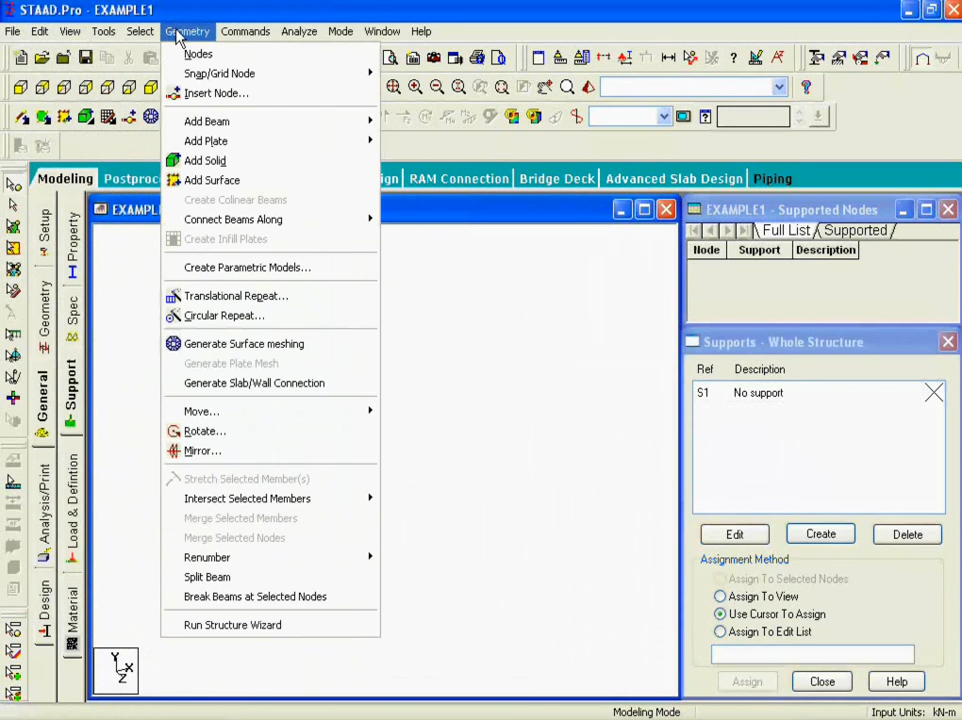 STAAD.Pro - EXAMPLE1
File Edit View Tools Select Geometry Commands Analyze Mode Window Help
Nodes
Snap/Grid Node
Insert Node...
Add Beam
Add Plate
Add Solid
Add Surface
Create Colinear Beams
Connect Beams Along
Create Infill Plates
Create Parametric Models...
Translational Repeat...
Circular Repeat...
Generate Surface meshing
Generate Plate Mesh
Generate Slab/Wall Connection
Move...
Rotate...
Mirror...
Stretch Selected Member(s)
Intersect Selected Members
Merge Selected Members
Merge Selected Nodes
Renumber
Split Beam
Break Beams at Selected Nodes
Run Structure Wizard
Modeling RAM Connection Bridge Deck Advanced Slab Design Piping
Setup
Geometry
General
Analysis/Print
Design
Property
Spec
Support
Load & Defintion
Material
Y
X
Z
EXAMPLE1 - Supported Nodes
Full List Supported
Node Support Description
Supports - Whole Structure
Ref Description
S1 No support
Edit Create Delete
Assignment Method
Assign To Selected Nodes
Assign To View
Use Cursor To Assign
Assign To Edit List
Assign Close Help
Modeling Mode Input Units: kN-m